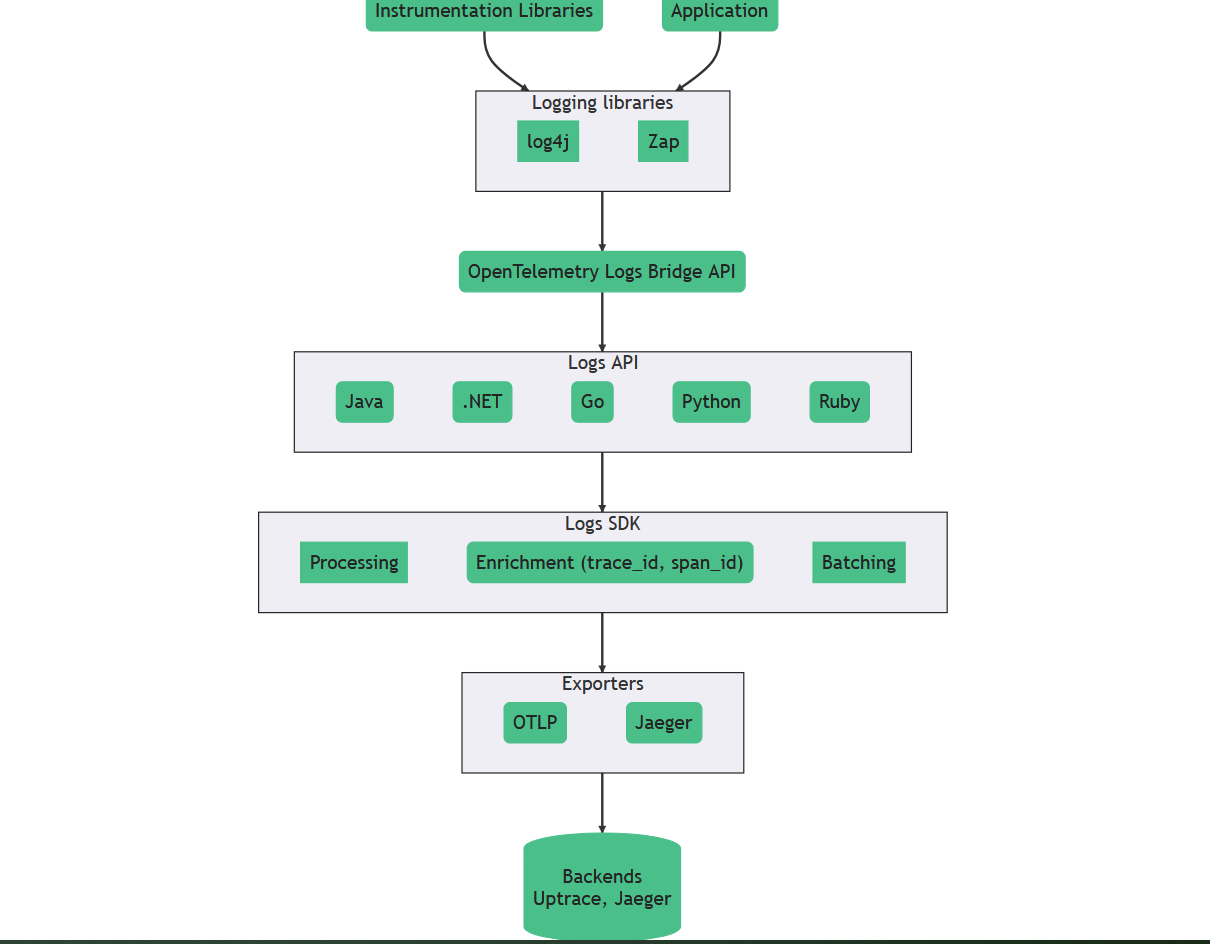 Instrumentation Libraries
Application
Logging libraries
log4j
Zap
OpenTelemetry Logs Bridge API
Logs API
Java
.NET
Go
Python
Ruby
Logs SDK
Processing
Enrichment (trace_id, span_id)
Batching
Exporters
OTLP
Jaeger
Backends
Uptrace, Jaeger